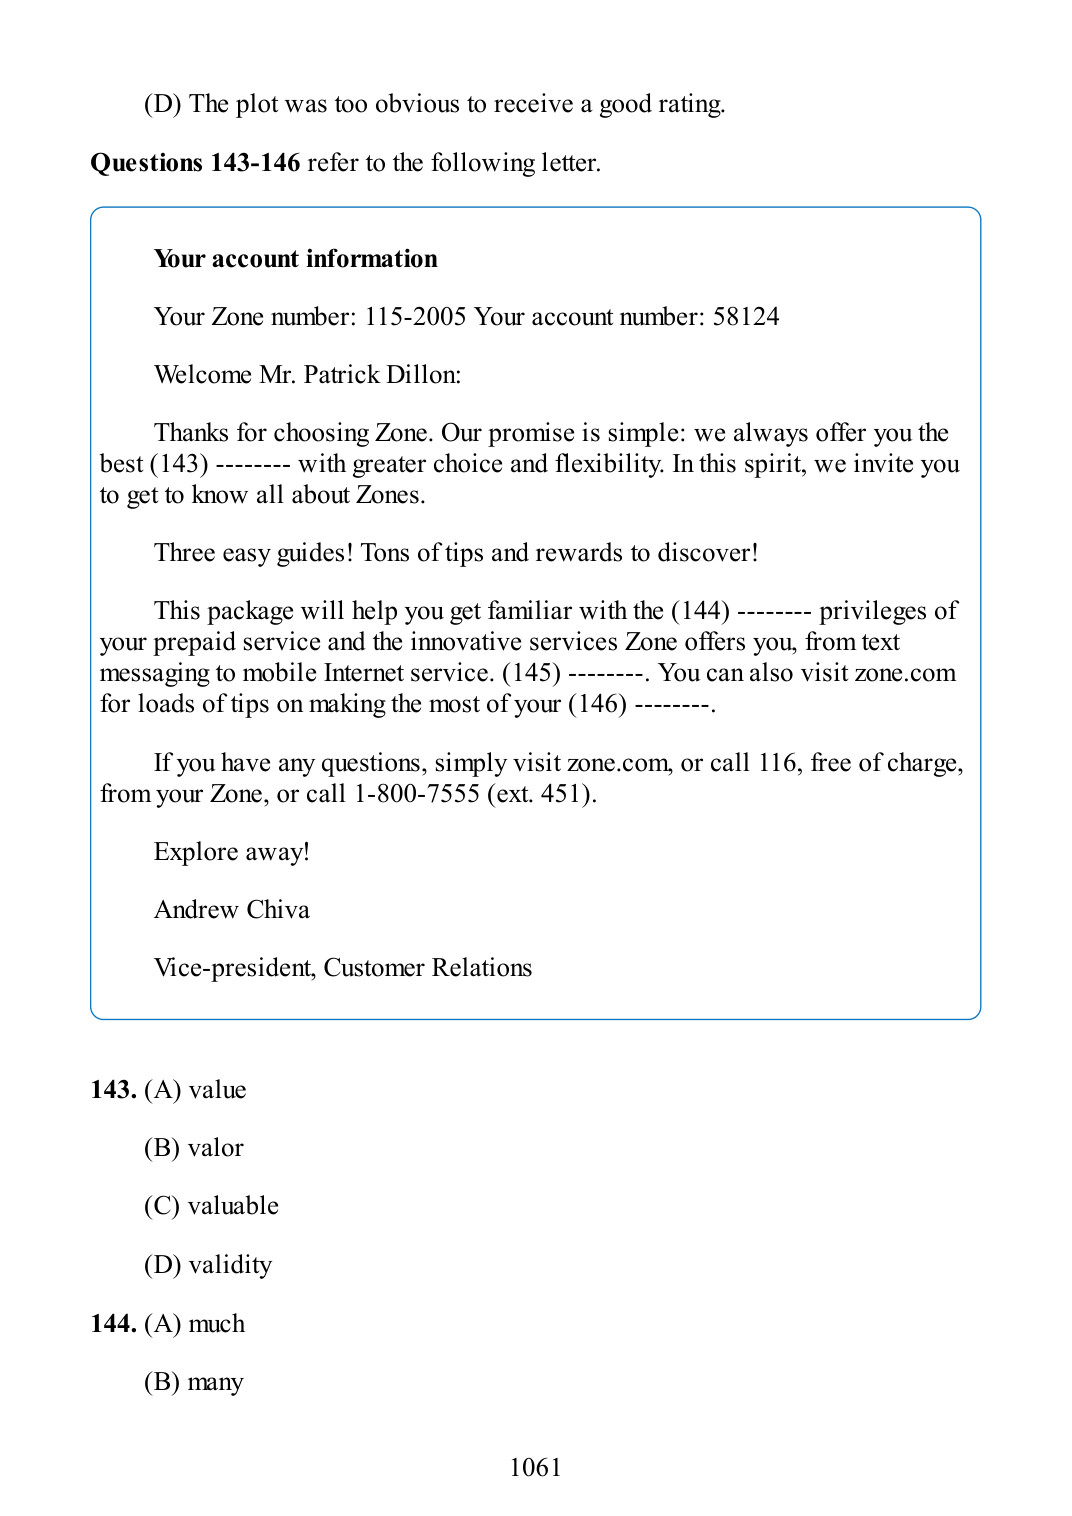 (D) The plot was too obvious to receive a good rating.
Questions 143-146 refer to the following letter.
Your account information
Your Zone number: 115-2005 Your account number: 58124
Welcome Mr. Patrick Dillon:
Thanks for choosing Zone. Our promise is simple: we always offer you the
best (143) -------- with greater choice and flexibility. In this spirit, we invite you
to get to know all about Zones.
Three easy guides! Tons of tips and rewards to discover!
This package will help you get familiar with the (144) -------- privileges of
your prepaid service and the innovative services Zone offers you, from text
messaging to mobile Internet service. (145) --------. You can also visit zone.com
for loads of tips on making the most of your (146) --------.
If you have any questions, simply visit zone.com, or call 116, free of charge,
from your Zone, or call 1-800-7555 (ext. 451).
Explore away!
Andrew Chiva
Vice-president, Customer Relations
143. (A) value
(B) valor
(C) valuable
(D) validity
144. (A) much
(B) many
1061